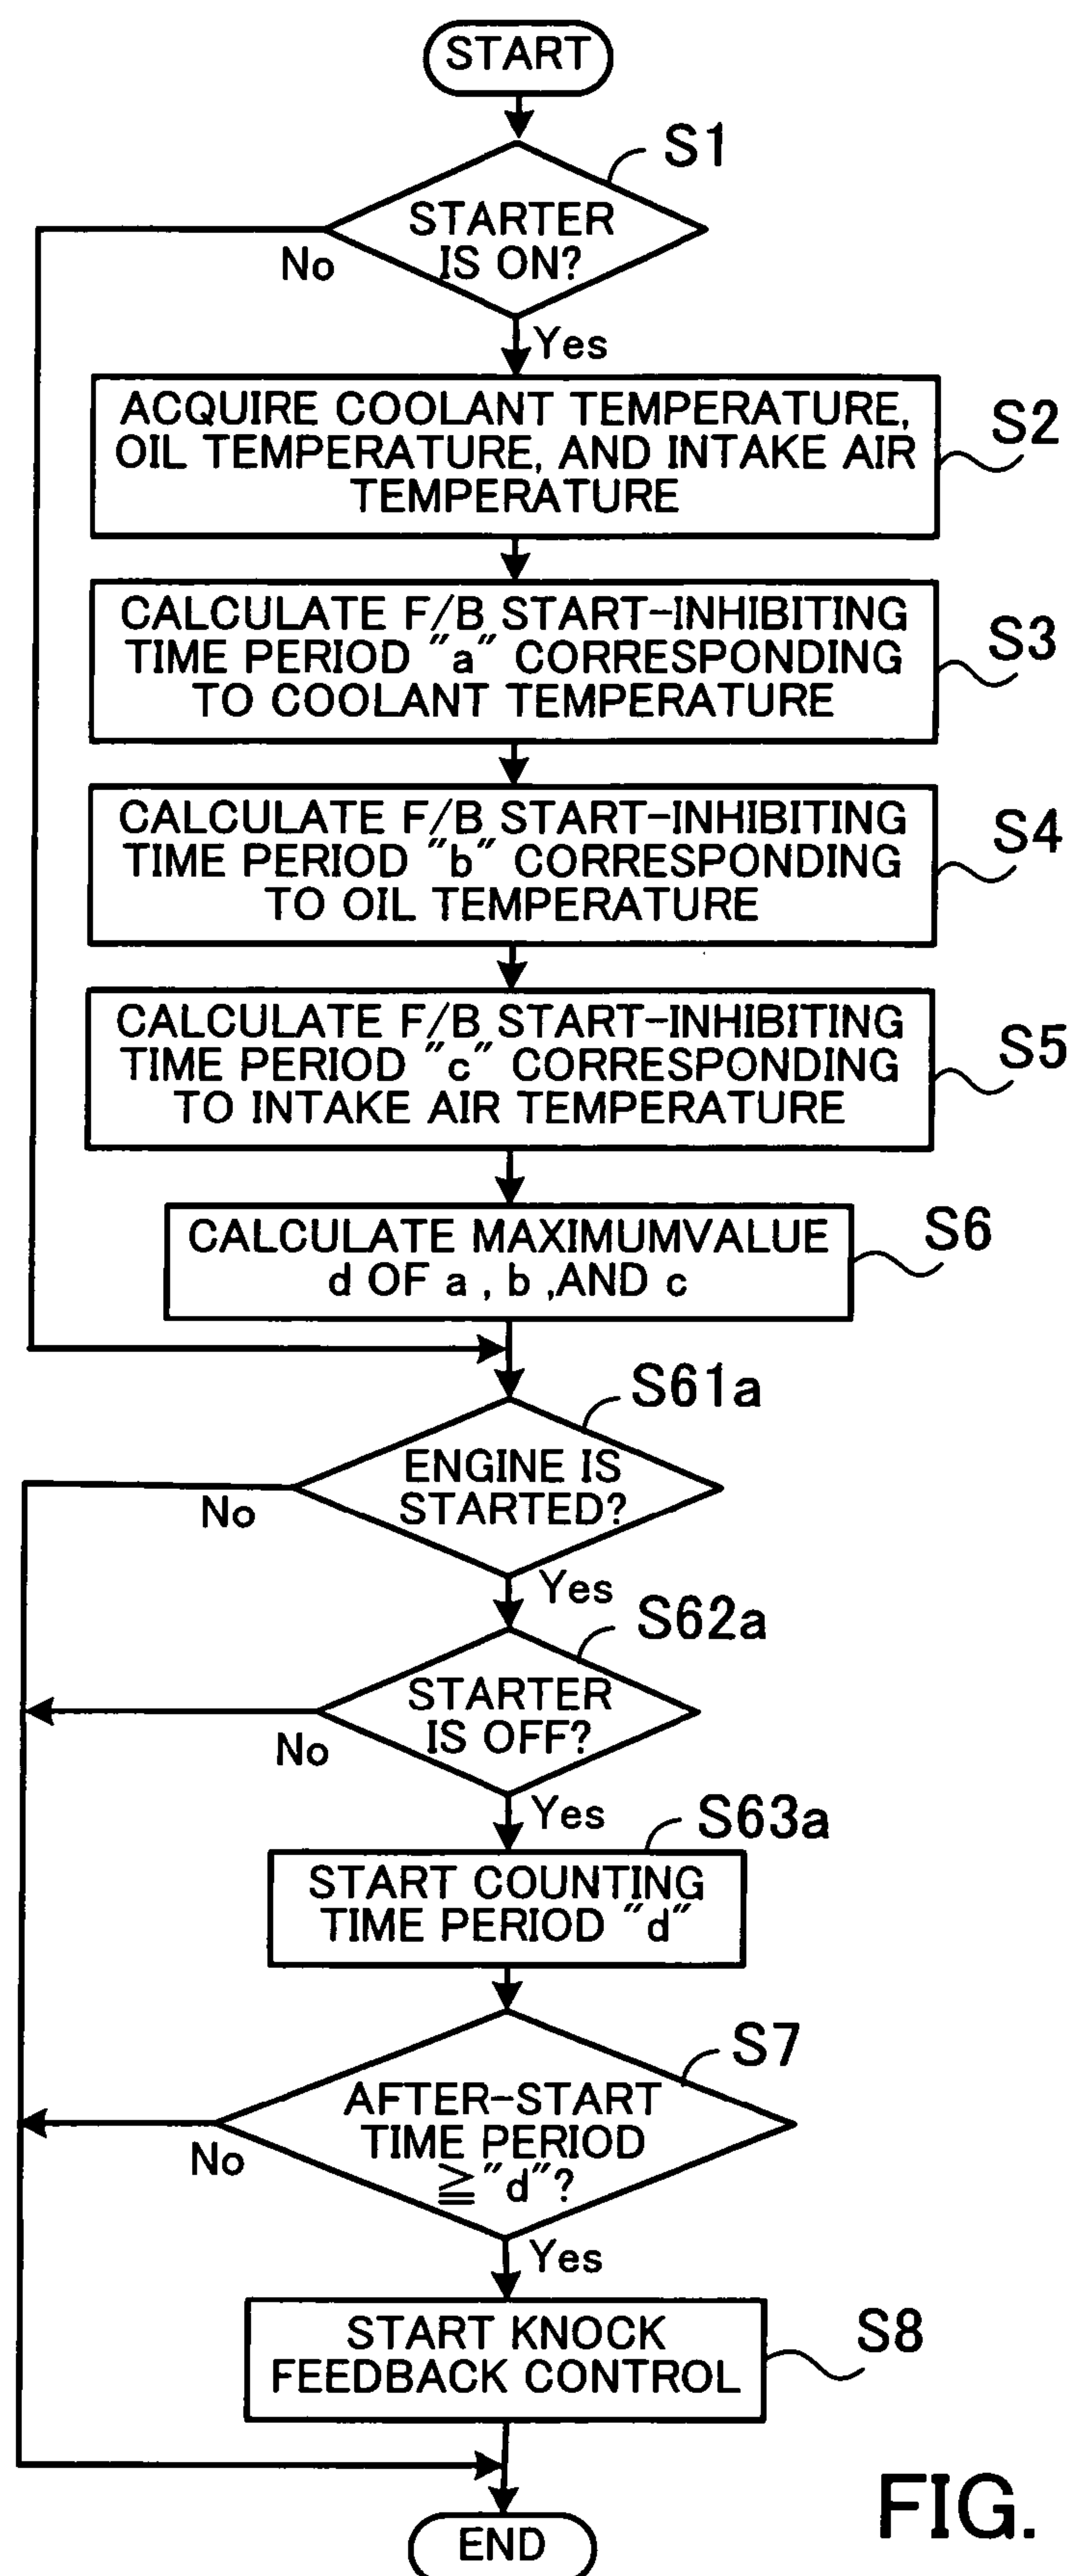 START
S1
STARTER
IS ON?
No
Yes
ACQUIRE COOLANT TEMPERATURE,
OIL TEMPERATURE, AND INTAKE AIR
TEMPERATURE
S2
CALCULATE F/B START-INHIBITING
TIME PERIOD "a" CORRESPONDING
TO COOLANT TEMPERATURE
S3
CALCULATE F/B START-INHIBITING
TIME PERIOD "b" CORRESPONDING
TO OIL TEMPERATURE
S4
CALCULATE F/B START-INHIBITING
TIME PERIOD "c" CORRESPONDING
TO INTAKE AIR TEMPERATURE
S5
CALCULATE MAXIMUMVALUE
d OF a , b ,AND c
S6
S61a
ENGINE IS
STARTED?
No
Yes
S62a
STARTER
IS OFF?
No
Yes
S63a
START COUNTING
TIME PERIOD "d"
S7
AFTER-START
TIME PERIOD
≧ "d"?
No
Yes
START KNOCK
FEEDBACK CONTROL
S8
END
FIG.